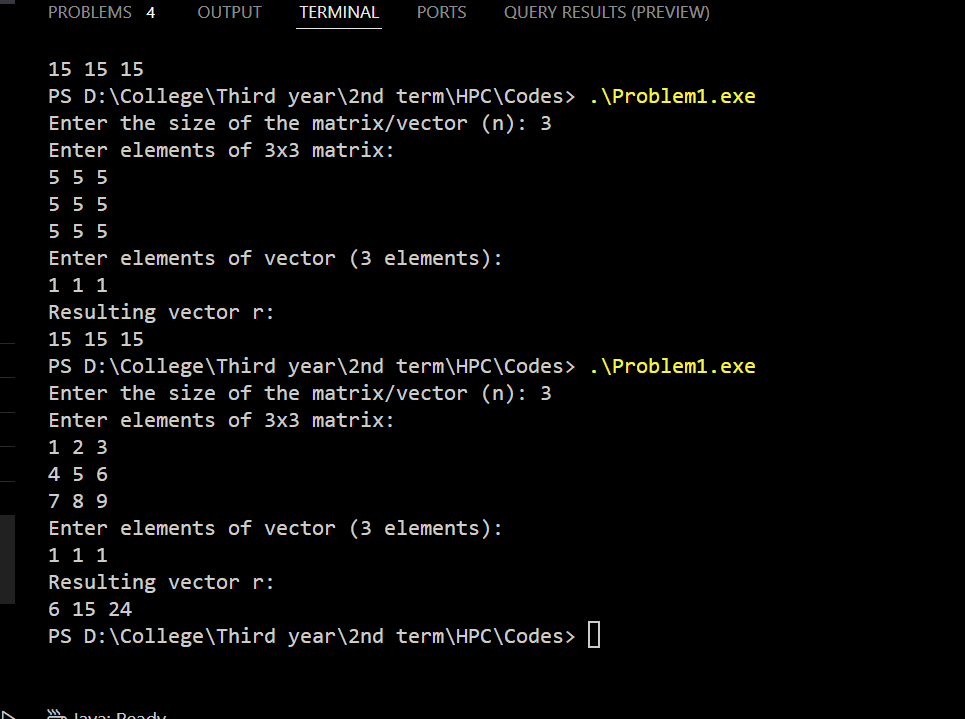 PROBLEMS 4 OUTPUT TERMINAL PORTS QUERY RESULTS (PREVIEW)
15 15 15
PS D:\College\Third year\2nd term\HPC\Codes> .\Problem1.exe
Enter the size of the matrix/vector (n): 3
Enter elements of 3x3 matrix:
5 5 5
5 5 5
5 5 5
Enter elements of vector (3 elements):
1 1 1
Resulting vector r:
15 15 15
PS D:\College\Third year\2nd term\HPC\Codes> .\Problem1.exe
Enter the size of the matrix/vector (n): 3
Enter elements of 3x3 matrix:
1 2 3
4 5 6
7 8 9
Enter elements of vector (3 elements):
1 1 1
Resulting vector r:
6 15 24
PS D:\College\Third year\2nd term\HPC\Codes>
Java: Ready